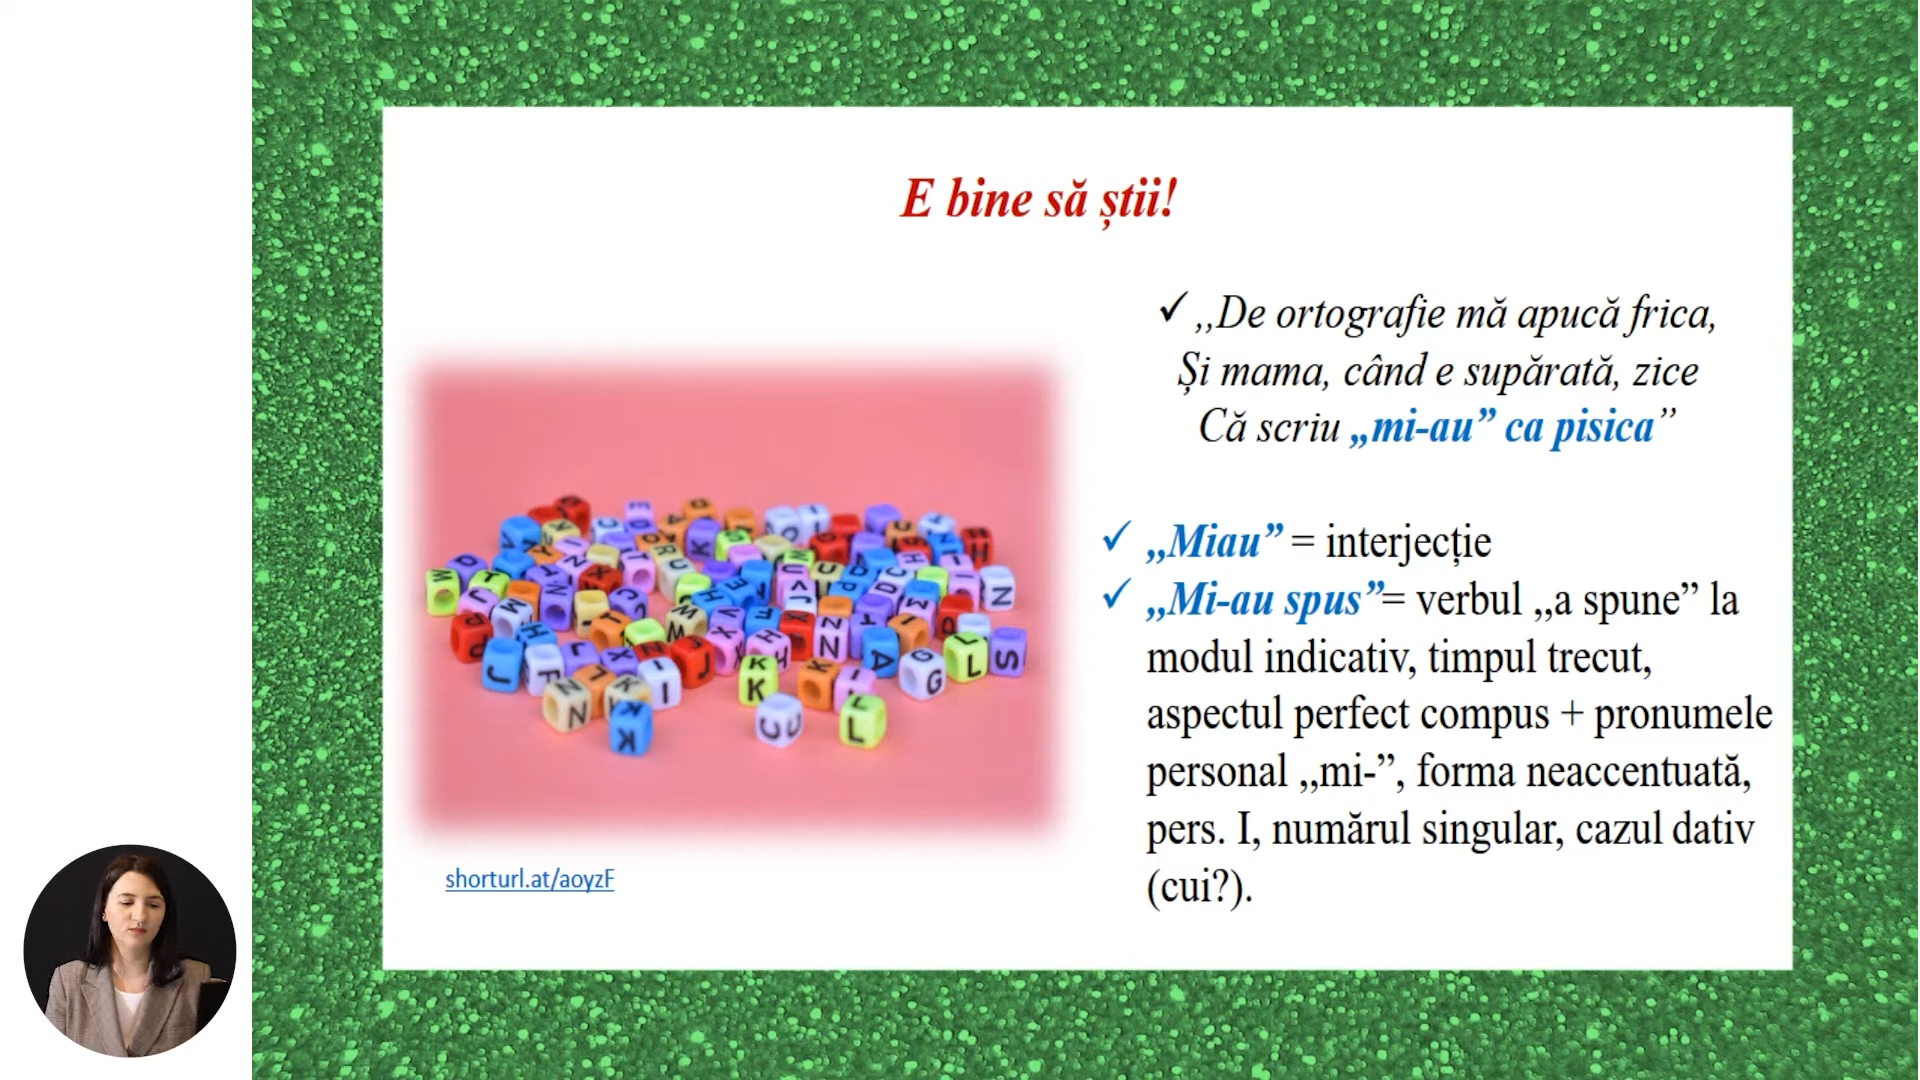 E bine să știi!
✓ ,,De ortografie mă apucă frica,
Și mama, când e supărată, zice
Că scriu „mi-au” ca pisica”
✓ ,,Miau” = interjecție
✓ ,,Mi-au spus”= verbul ,,a spune” la
modul indicativ, timpul trecut,
aspectul perfect compus + pronumele
personal ,,mi-”, forma neaccentuată,
pers. I, numărul singular, cazul dativ
(cui?).
shorturl.at/aoyzF